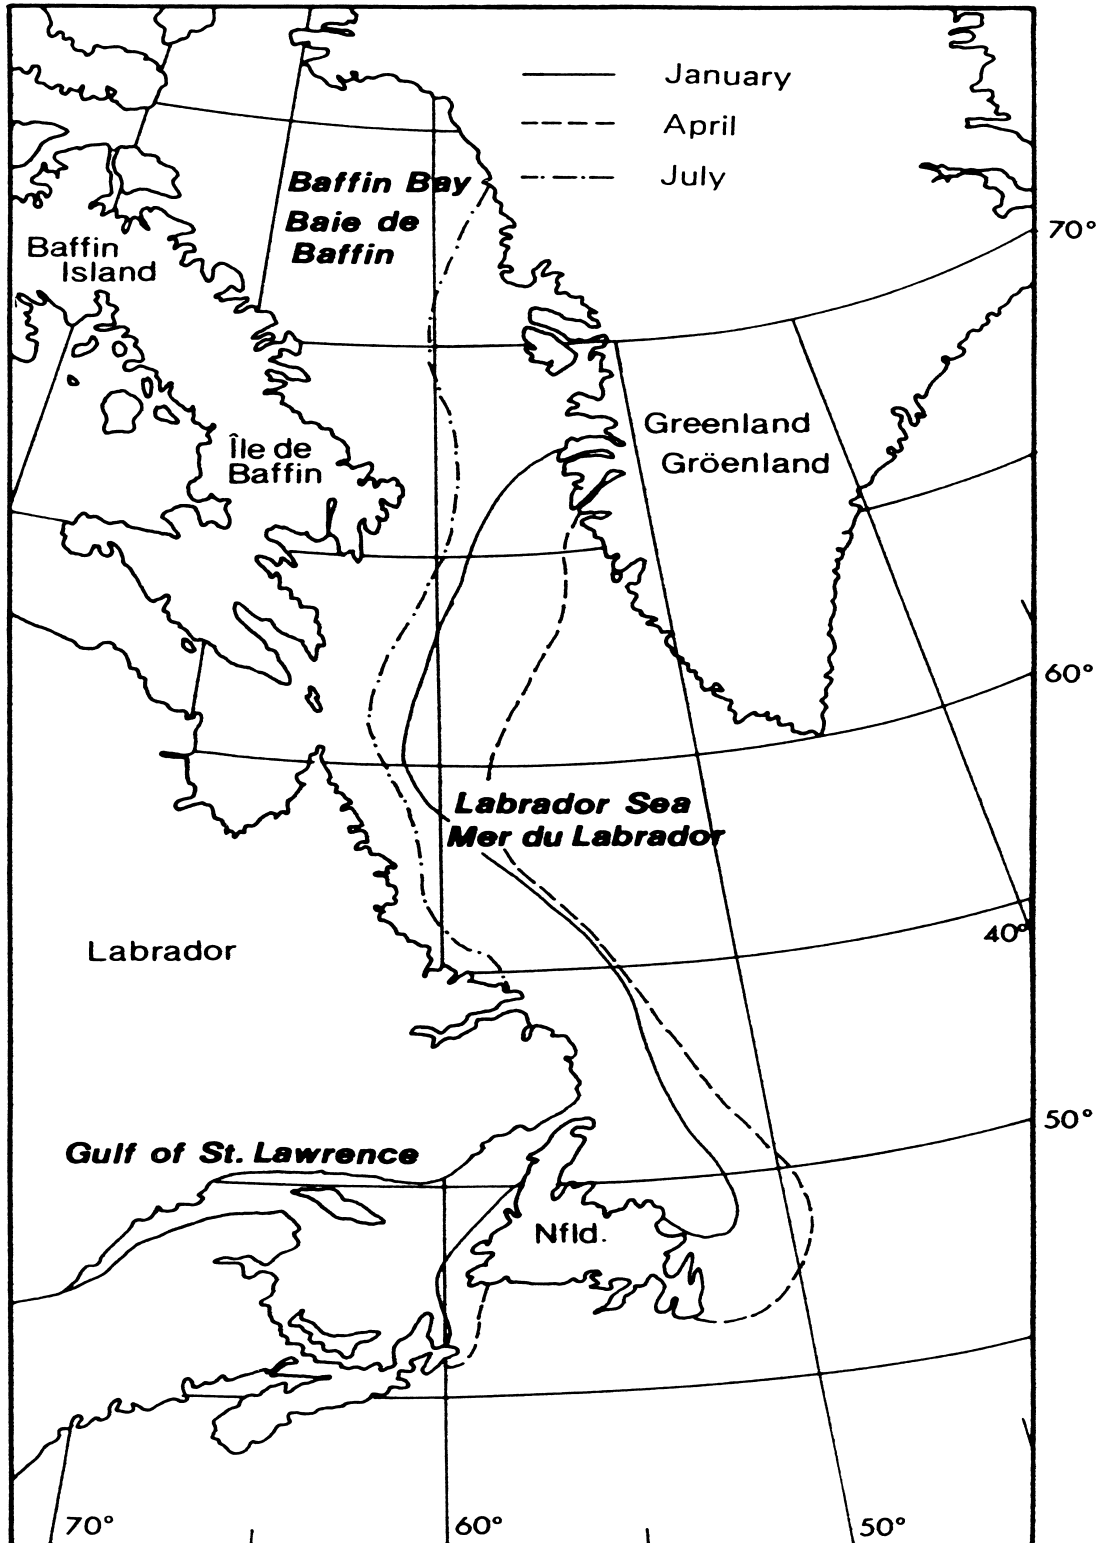 January
April
July
Baffin Bay
Baie de
Baffin
Baffin
Island
70°
Greenland
Gröenland
Île de
Baffin
60°
Labrador Sea
Mer du Labrador
40°
Labrador
50°
Gulf of St. Lawrence
Nfld.
70°
60°
50°